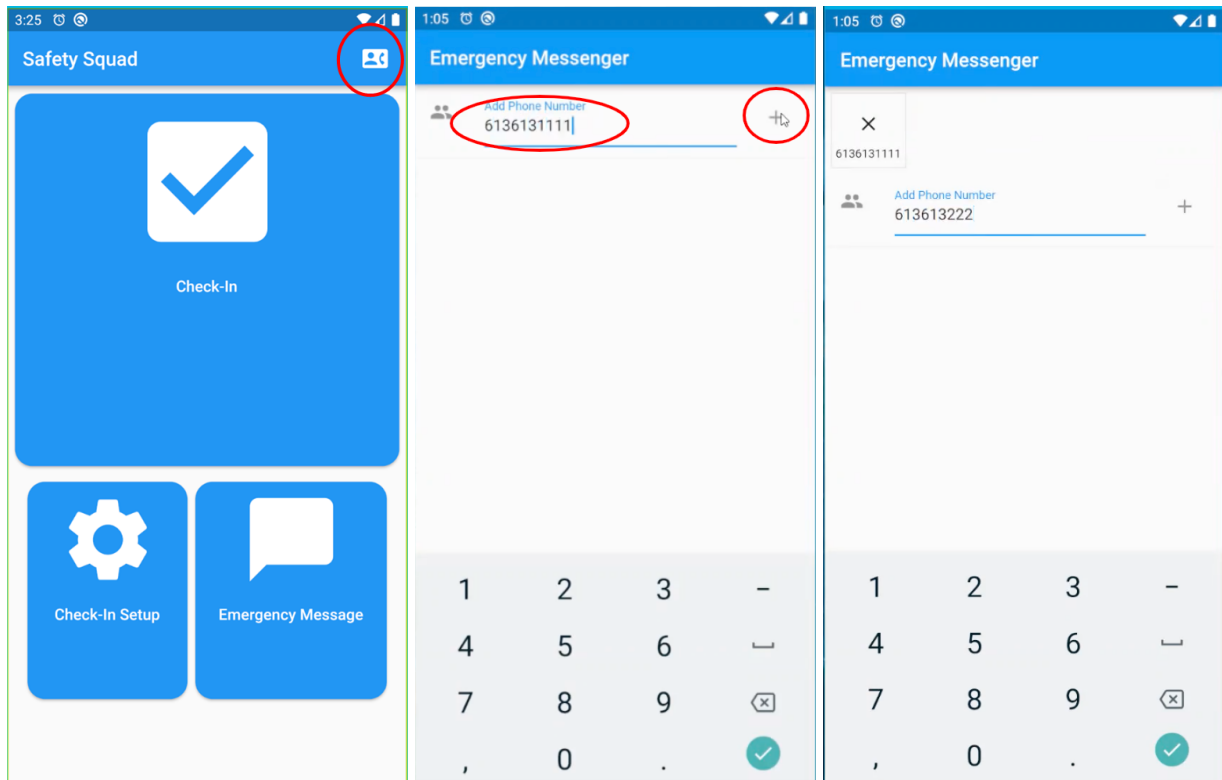 3:25
Safety Squad
Check-In
Check-In Setup
Emergency Message
1:05
Emergency Messenger
Add Phone Number
6136131111
+
1 2 3 -
4 5 6
7 8 9
, 0 .
1:05
Emergency Messenger
6136131111
Add Phone Number
613613222
+
1 2 3 -
4 5 6
7 8 9
, 0 .